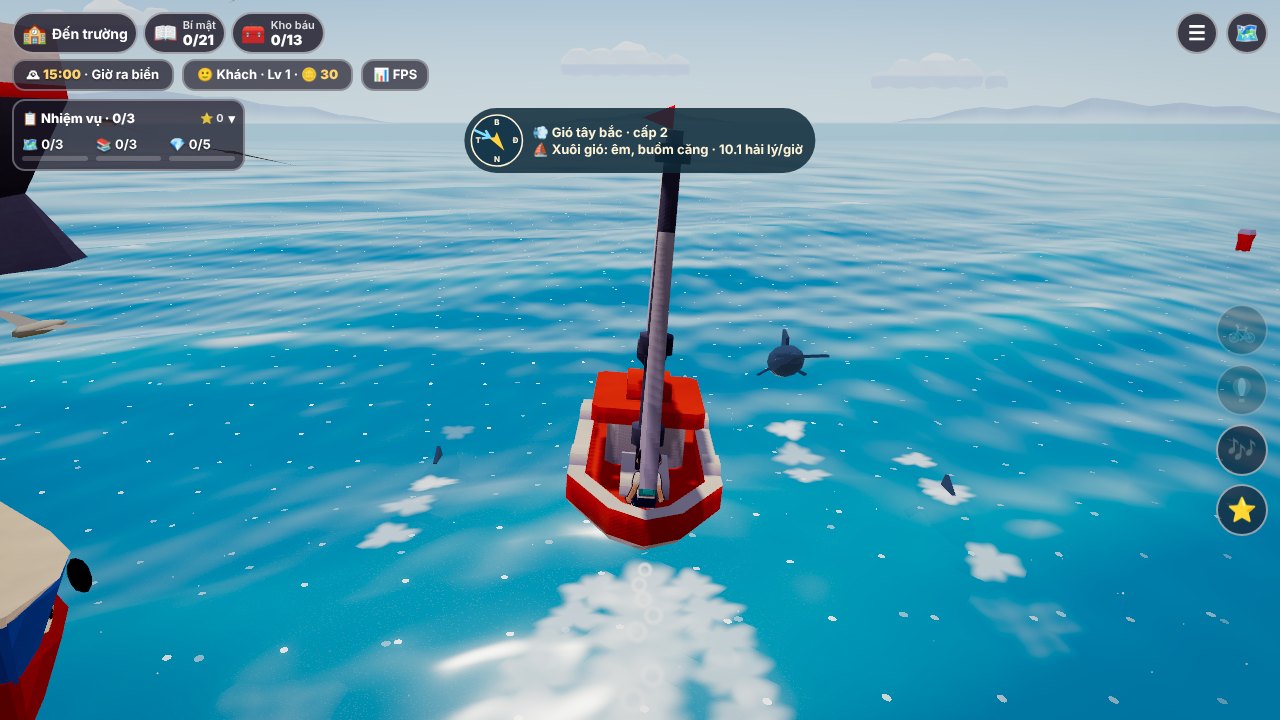 Đến trường
Bí mật
0/21
Kho báu
0/13
15:00 · Giờ ra biển
Khách · Lv 1 · 30
FPS
Nhiệm vụ · 0/3
0 ▼
0/3
0/3
0/5
B
T
Đ
N
Gió tây bắc · cấp 2
Xuôi gió: êm, buồm căng · 10.1 hải lý/giờ